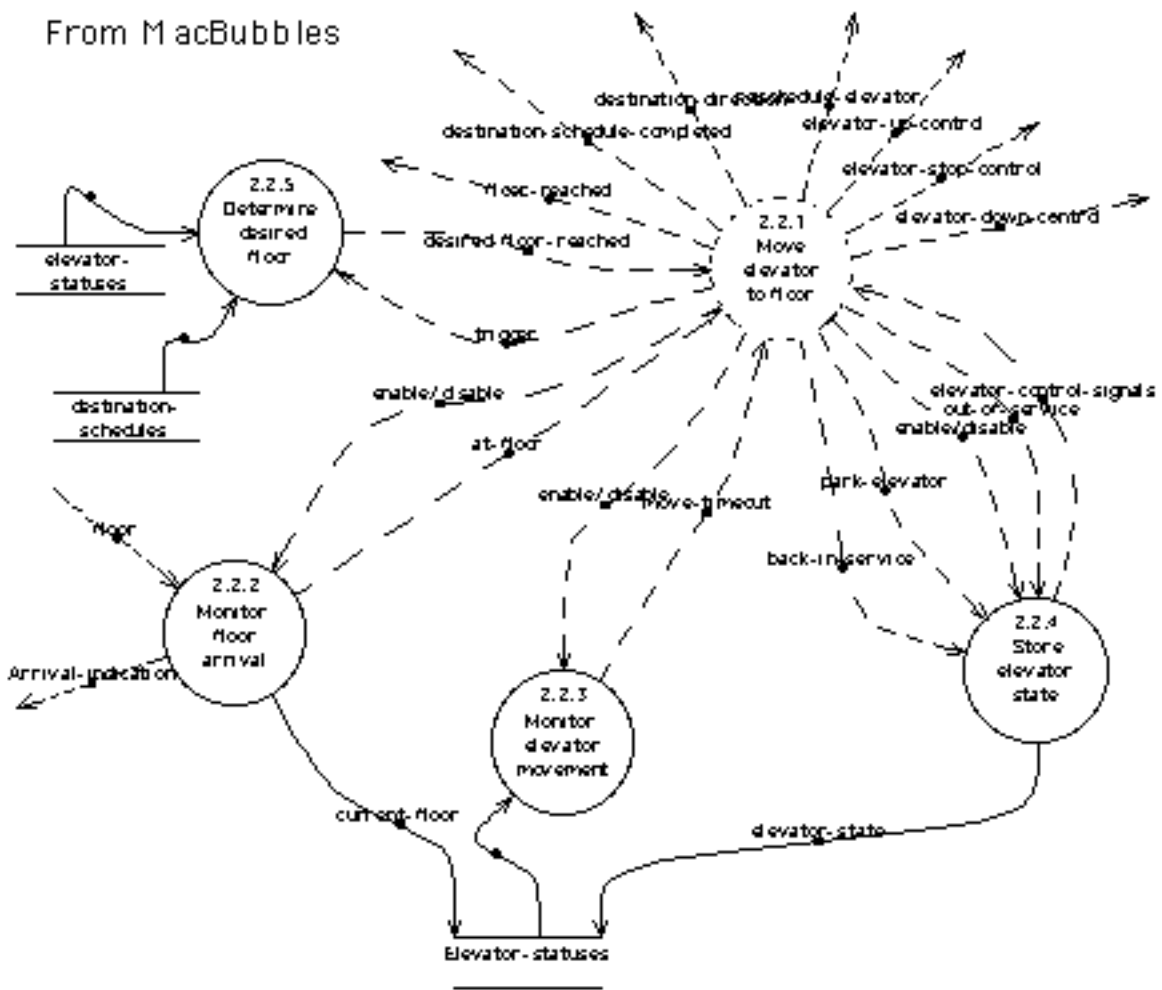 From MacBubbles
destination-direction
reschedule-elevator
elevator-up-control
destination-schedule-completed
elevator-stop-control
floor-reached
elevator-down-control
desired-floor-reached
2.2.5
Determine
desired
floor
2.2.1
Move
elevator
to floor
elevator-
statuses
trigger
enable/disable
destination-
schedules
at-floor
elevator-control-signals
out-of-service
enable/disable
park-elevator
enable/disable
move-timeout
floor
back-in-service
2.2.2
Monitor
floor
arrival
2.2.4
Store
elevator
state
Arrival-indication
2.2.3
Monitor
elevator
movement
current-floor
elevator-state
Elevator-statuses